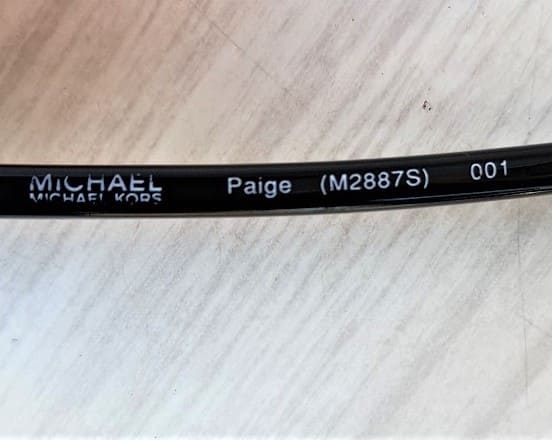 MICHAEL
MICHAEL KORS
Paige (M2887S) 001